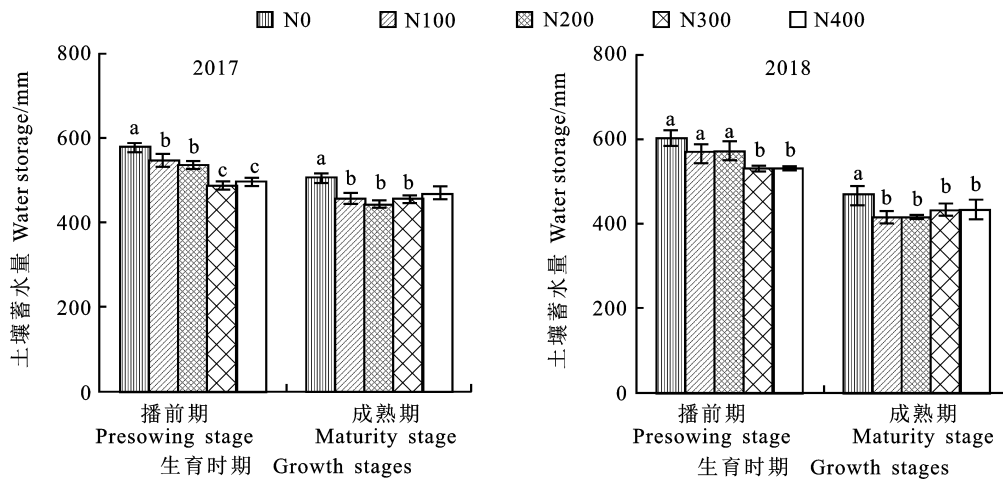 N0 N100 N200 N300 N400
土壤蓄水量 Water storage/mm
800
600
400
200
0
2017
a b b c c
a b b b
播前期 成熟期
Presowing stage Maturity stage
生育时期 Growth stages
土壤蓄水量 Water storage/mm
800
600
400
200
0
2018
a a a b b
a b b b b
播前期 成熟期
Presowing stage Maturity stage
生育时期 Growth stages